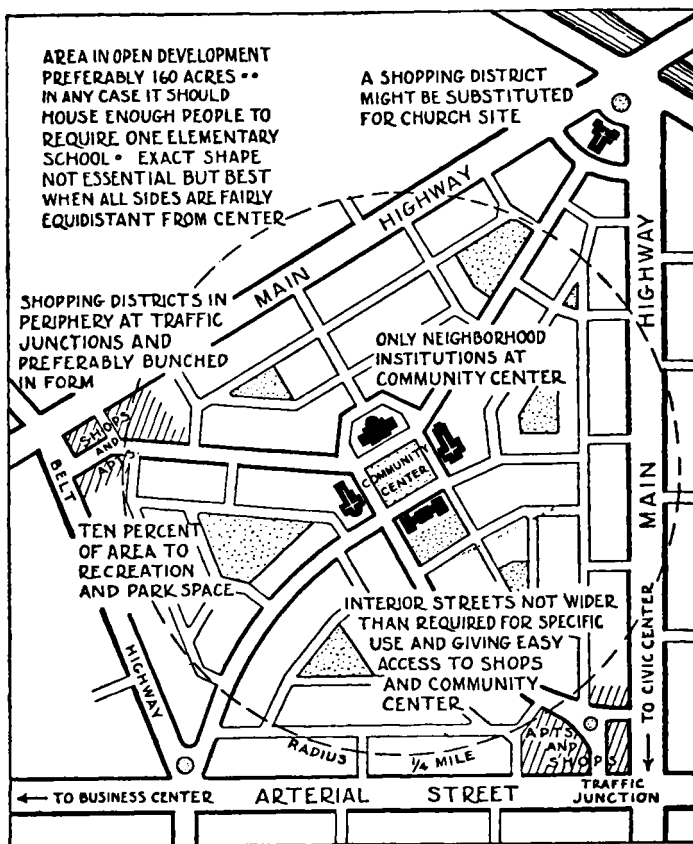 AREA IN OPEN DEVELOPMENT
PREFERABLY 160 ACRES ••
IN ANY CASE IT SHOULD
HOUSE ENOUGH PEOPLE TO
REQUIRE ONE ELEMENTARY
SCHOOL • EXACT SHAPE
NOT ESSENTIAL BUT BEST
WHEN ALL SIDES ARE FAIRLY
EQUIDISTANT FROM CENTER
A SHOPPING DISTRICT
MIGHT BE SUBSTITUTED
FOR CHURCH SITE
MAIN HIGHWAY
SHOPPING DISTRICTS IN
PERIPHERY AT TRAFFIC
JUNCTIONS AND
PREFERABLY BUNCHED
IN FORM
ONLY NEIGHBORHOOD
INSTITUTIONS AT
COMMUNITY CENTER
MAIN HIGHWAY
SHOPS
AND
APTS
BELT HIGHWAY
COMMUNITY
CENTER
TEN PERCENT
OF AREA TO
RECREATION
AND PARK SPACE
INTERIOR STREETS NOT WIDER
THAN REQUIRED FOR SPECIFIC
USE AND GIVING EASY
ACCESS TO SHOPS
AND COMMUNITY
CENTER
→ TO CIVIC CENTER
RADIUS 1/4 MILE
APTS
AND
SHOPS
TRAFFIC
JUNCTION
← TO BUSINESS CENTER
ARTERIAL STREET